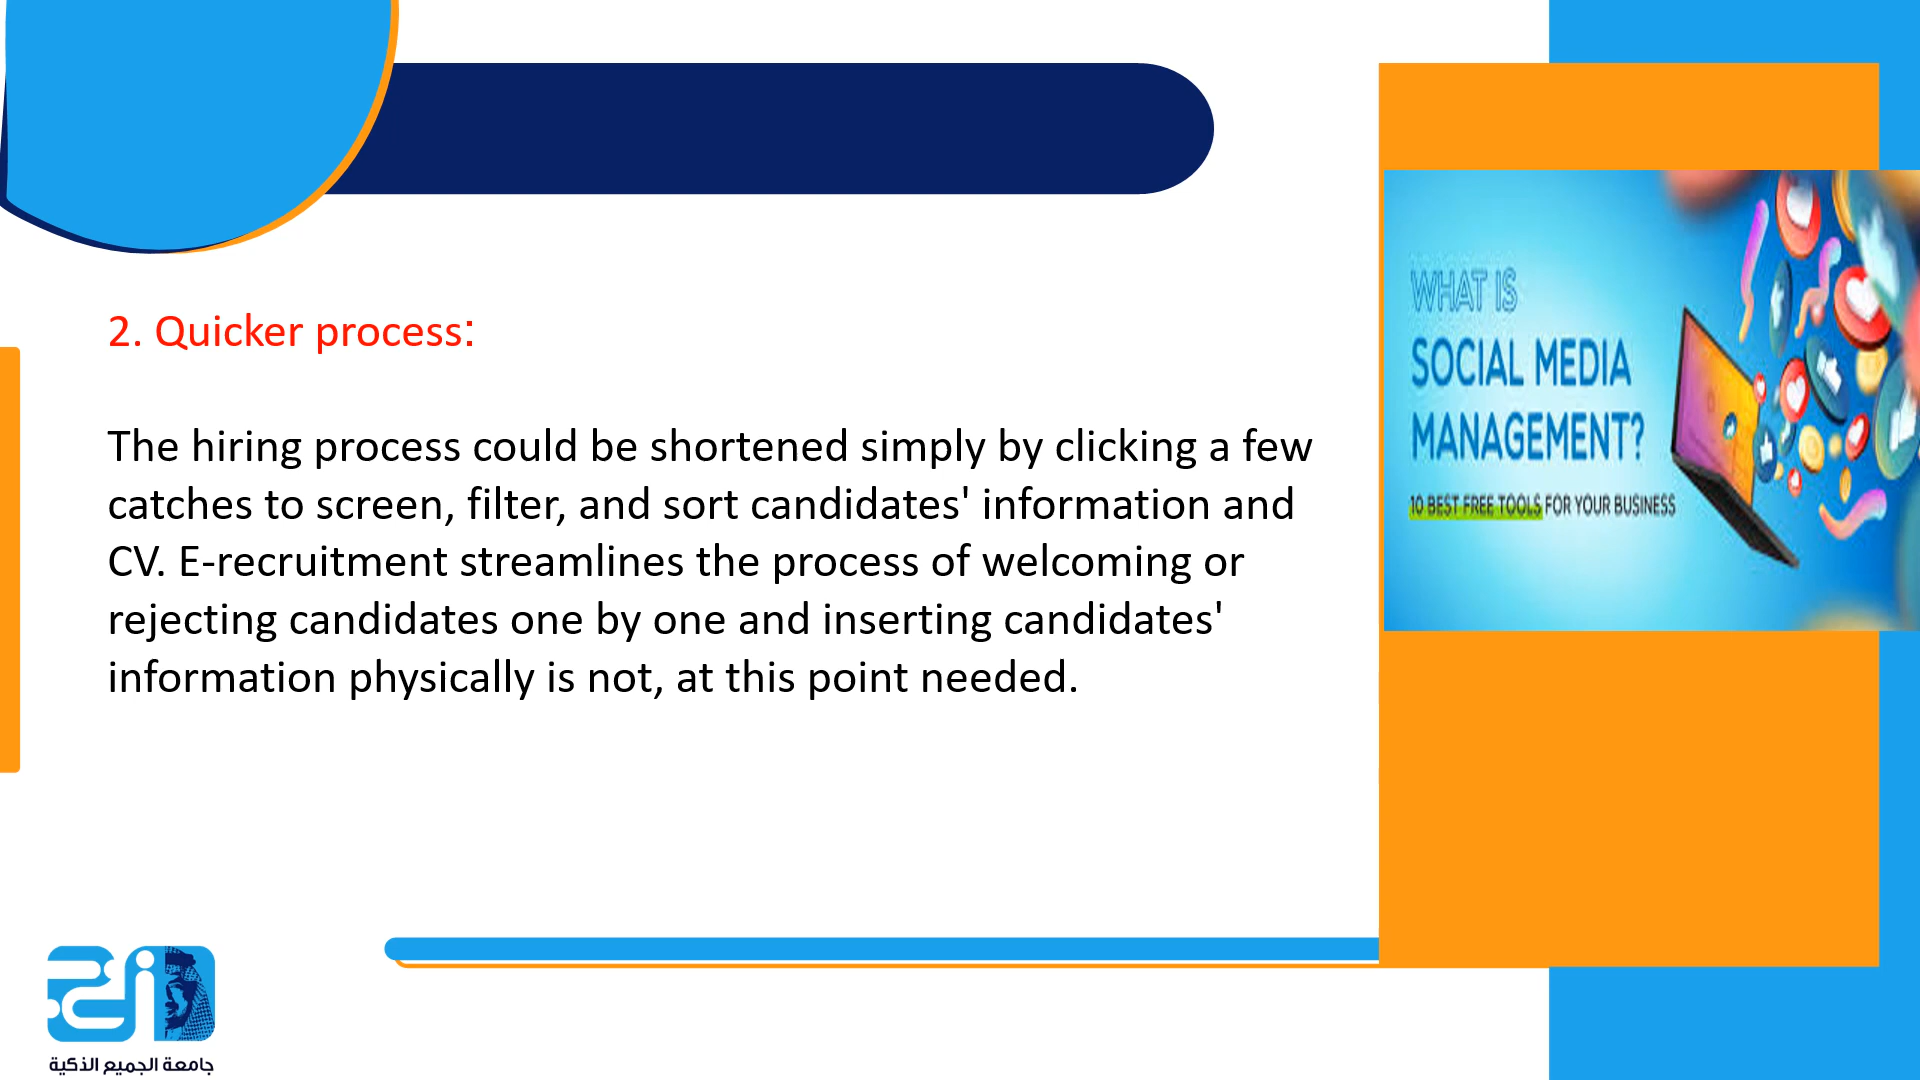 2. Quicker process:
The hiring process could be shortened simply by clicking a few
catches to screen, filter, and sort candidates' information and
CV. E-recruitment streamlines the process of welcoming or
rejecting candidates one by one and inserting candidates'
information physically is not, at this point needed.
WHAT IS
SOCIAL MEDIA
MANAGEMENT?
10 BEST FREE TOOLS FOR YOUR BUSINESS
جامعة الجميع الذكية